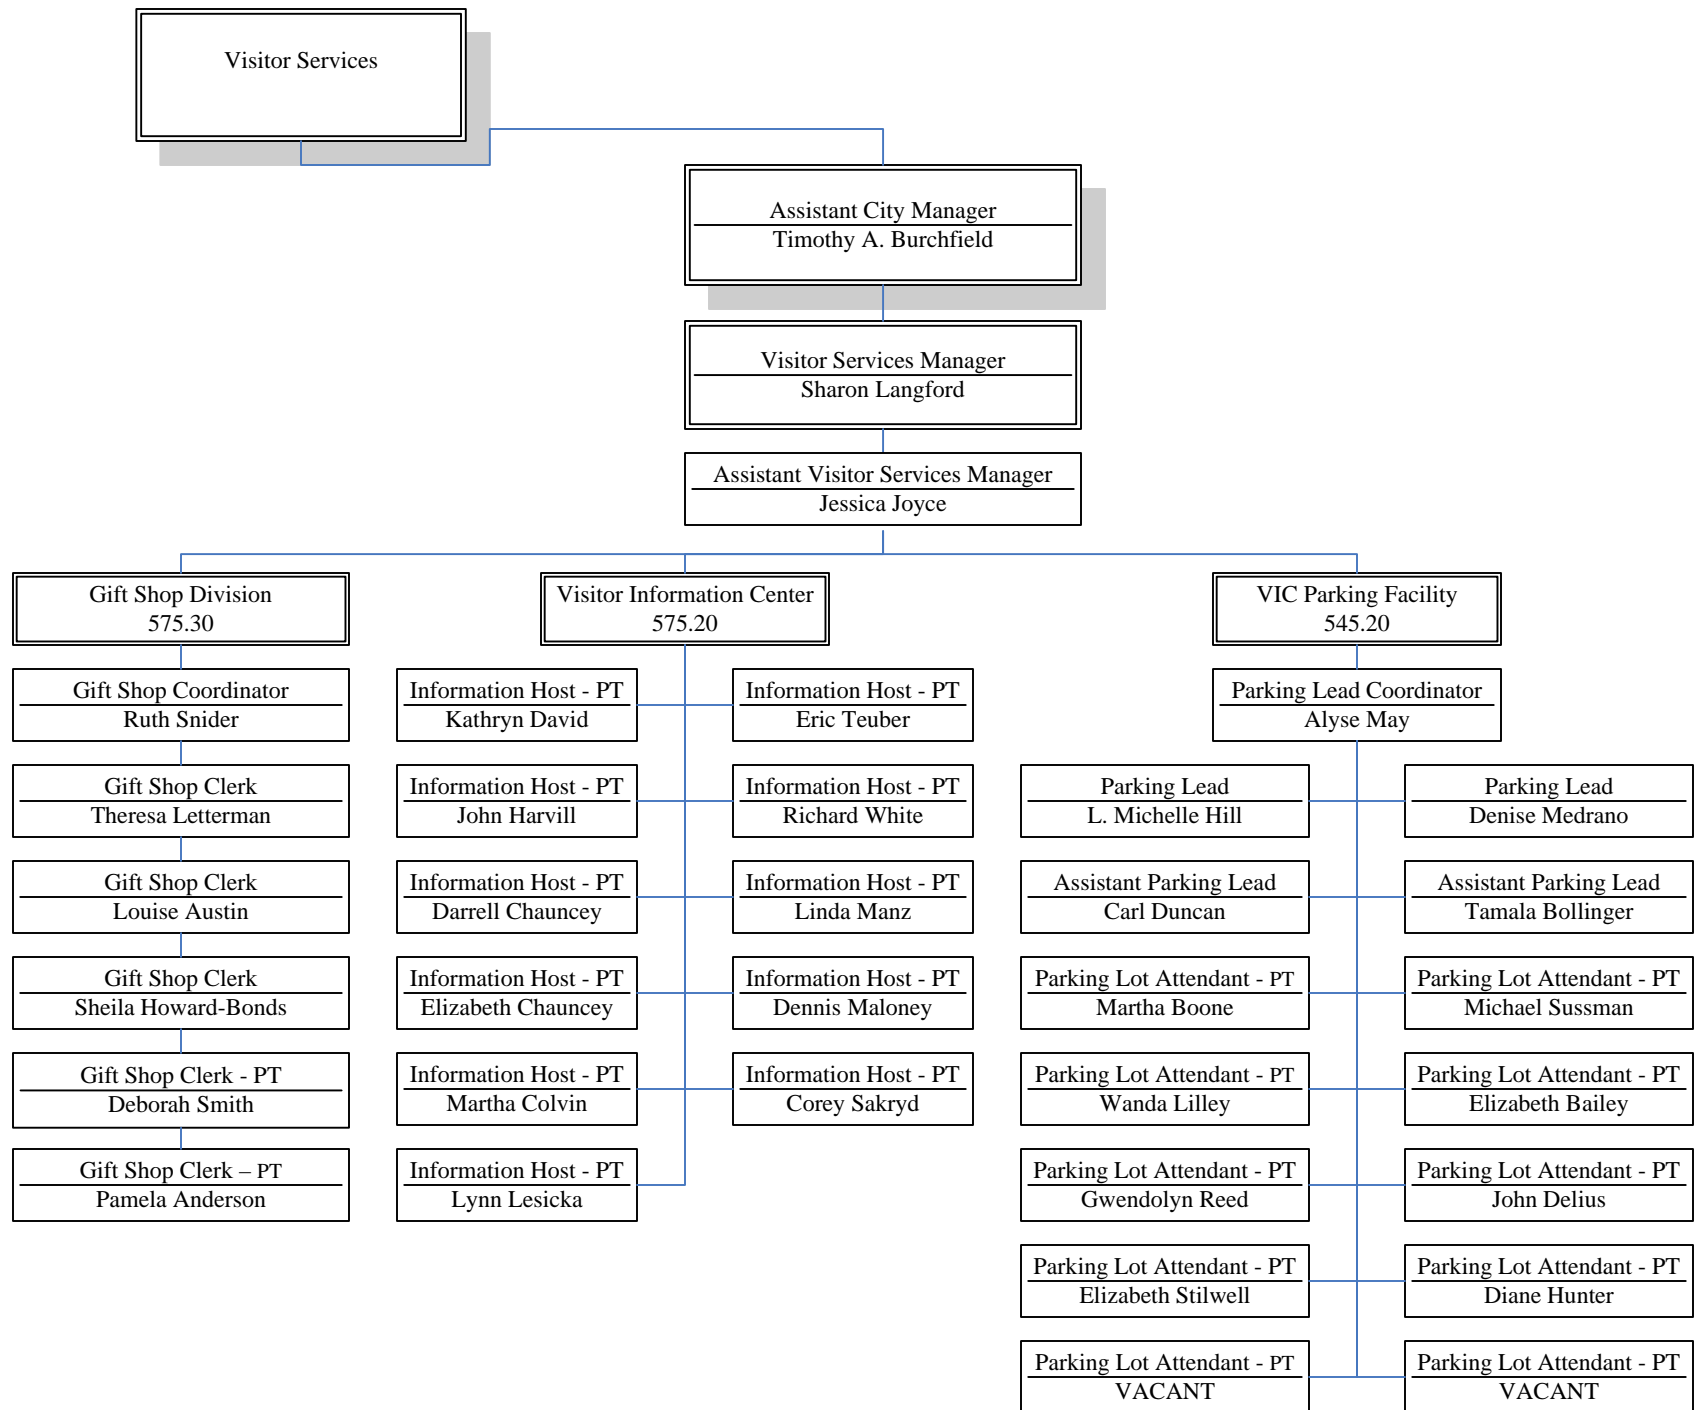 Visitor Services
Assistant City Manager
Timothy A. Burchfield
Visitor Services Manager
Sharon Langford
Assistant Visitor Services Manager
Jessica Joyce
Gift Shop Division
575.30
Gift Shop Coordinator
Ruth Snider
Gift Shop Clerk
Theresa Letterman
Gift Shop Clerk
Louise Austin
Gift Shop Clerk
Sheila Howard-Bonds
Gift Shop Clerk - PT
Deborah Smith
Gift Shop Clerk – PT
Pamela Anderson
Visitor Information Center
575.20
Information Host - PT
Kathryn David
Information Host - PT
Eric Teuber
Information Host - PT
John Harvill
Information Host - PT
Richard White
Information Host - PT
Darrell Chauncey
Information Host - PT
Linda Manz
Information Host - PT
Elizabeth Chauncey
Information Host - PT
Dennis Maloney
Information Host - PT
Martha Colvin
Information Host - PT
Corey Sakryd
Information Host - PT
Lynn Lesicka
VIC Parking Facility
545.20
Parking Lead Coordinator
Alyse May
Parking Lead
L. Michelle Hill
Parking Lead
Denise Medrano
Assistant Parking Lead
Carl Duncan
Assistant Parking Lead
Tamala Bollinger
Parking Lot Attendant - PT
Martha Boone
Parking Lot Attendant - PT
Michael Sussman
Parking Lot Attendant - PT
Wanda Lilley
Parking Lot Attendant - PT
Elizabeth Bailey
Parking Lot Attendant - PT
Gwendolyn Reed
Parking Lot Attendant - PT
John Delius
Parking Lot Attendant - PT
Elizabeth Stilwell
Parking Lot Attendant - PT
Diane Hunter
Parking Lot Attendant - PT
VACANT
Parking Lot Attendant - PT
VACANT